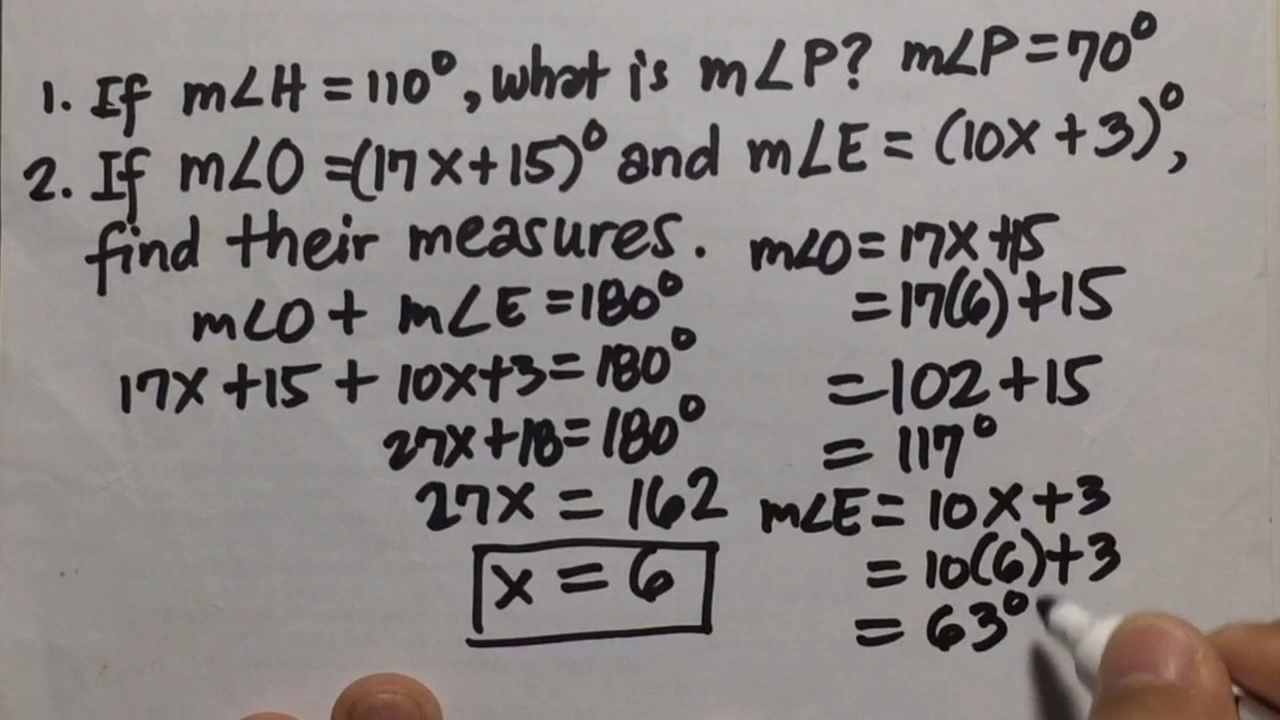 1. If m∠H = 110°, what is m∠P? m∠P = 70°
2. If m∠O =(17x+15)° and m∠E = (10x+3)°,
find their measures.
m∠O + m∠E = 180°
17x +15 + 10x+3 = 180°
27x+18 = 180°
27x = 162
x = 6
m∠O = 17x+15
= 17(6)+15
= 102+15
= 117°
m∠E = 10x+3
= 10(6)+3
= 63°